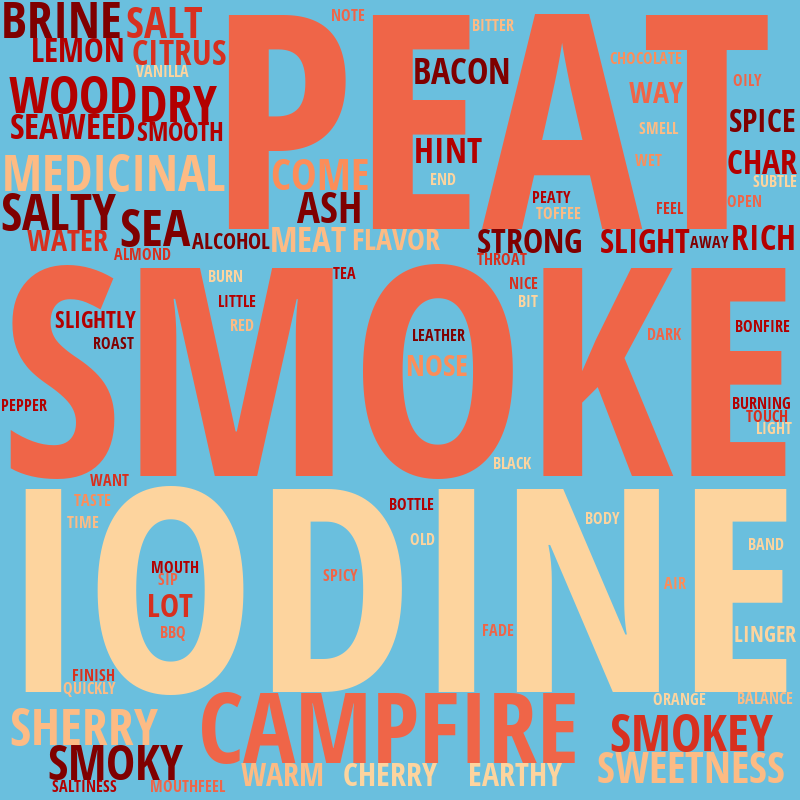 BRINE
SALT
NOTE
BITTER
PEAT
LEMON
CITRUS
CHOCOLATE
VANILLA
BACON
OILY
WOOD
DRY
WAY
SEAWEED
SMOOTH
SMELL
SPICE
HINT
WET
CHAR
MEDICINAL
COME
END
SUBTLE
SALTY
ASH
PEATY
TOFFEE
FEEL
OPEN
SEA
WATER
ALCOHOL
MEAT
FLAVOR
STRONG
SLIGHT
AWAY
RICH
ALMOND
THROAT
BURN
TEA
NICE
SMOKE
LITTLE
BIT
SLIGHTLY
RED
LEATHER
DARK
BONFIRE
ROAST
NOSE
PEPPER
BURNING
TOUCH
LIGHT
BLACK
WANT
TASTE
BOTTLE
TIME
BODY
IODINE
OLD
BAND
MOUTH
SIP
SPICY
AIR
LOT
BBQ
FADE
LINGER
FINISH
QUICKLY
ORANGE
BALANCE
SHERRY
CAMPFIRE
SMOKEY
SMOKY
WARM
CHERRY
EARTHY
SWEETNESS
SALTINESS
MOUTHFEEL